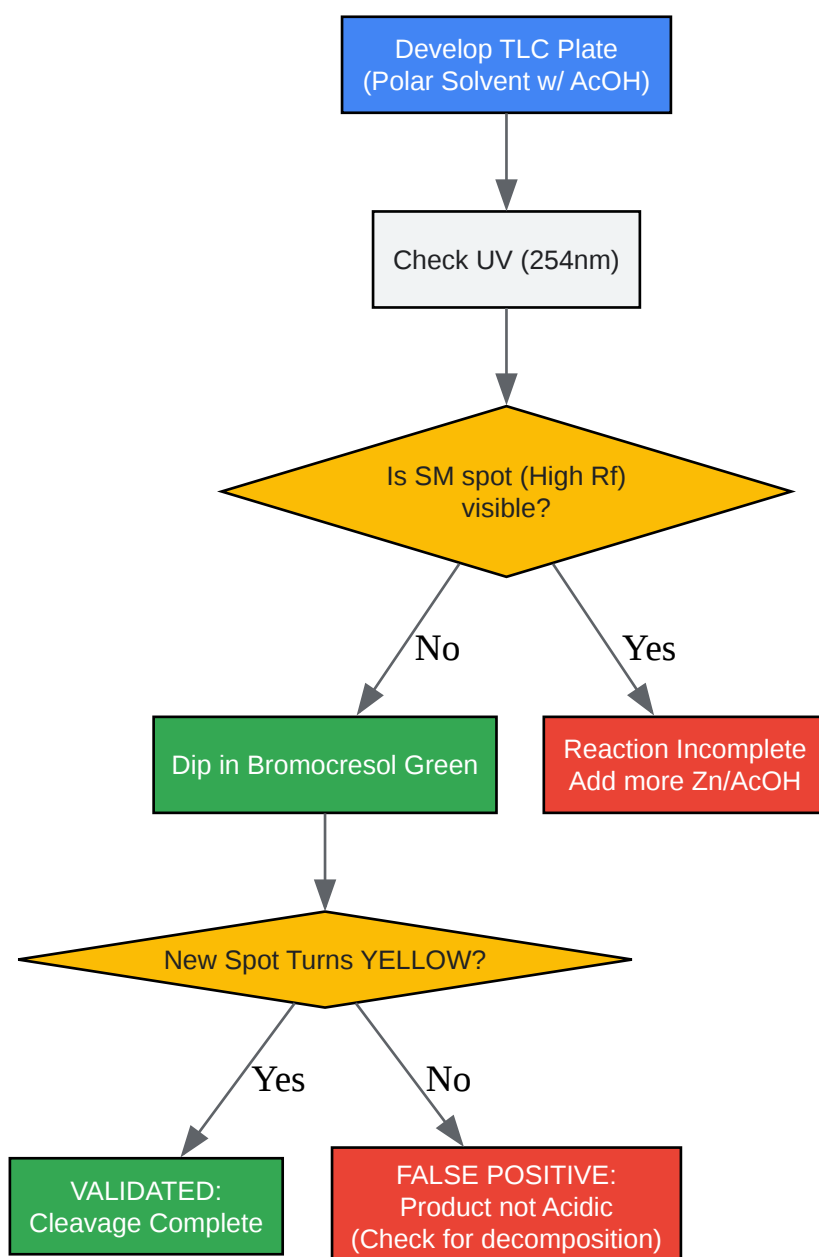 Develop TLC Plate
(Polar Solvent w/ AcOH)
Check UV (254nm)
Is SM spot (High Rf)
visible?
No
Yes
Dip in Bromocresol Green
Reaction Incomplete
Add more Zn/AcOH
New Spot Turns YELLOW?
Yes
No
VALIDATED:
Cleavage Complete
FALSE POSITIVE:
Product not Acidic
(Check for decomposition)